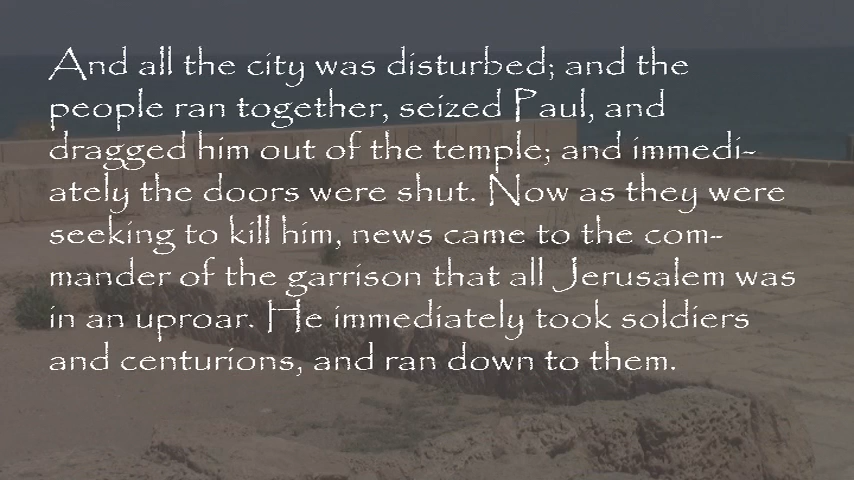 And all the city was disturbed; and the
people ran together, seized Paul, and
dragged him out of the temple; and immedi-
ately the doors were shut. Now as they were
seeking to kill him, news came to the com-
mander of the garrison that all Jerusalem was
in an uproar. He immediately took soldiers
and centurions, and ran down to them.